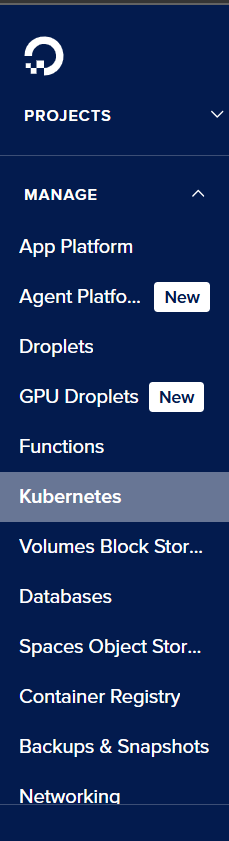 PROJECTS
MANAGE
App Platform
Agent Platfo... New
Droplets
GPU Droplets New
Functions
Kubernetes
Volumes Block Stor...
Databases
Spaces Object Stor...
Container Registry
Backups & Snapshots
Networking